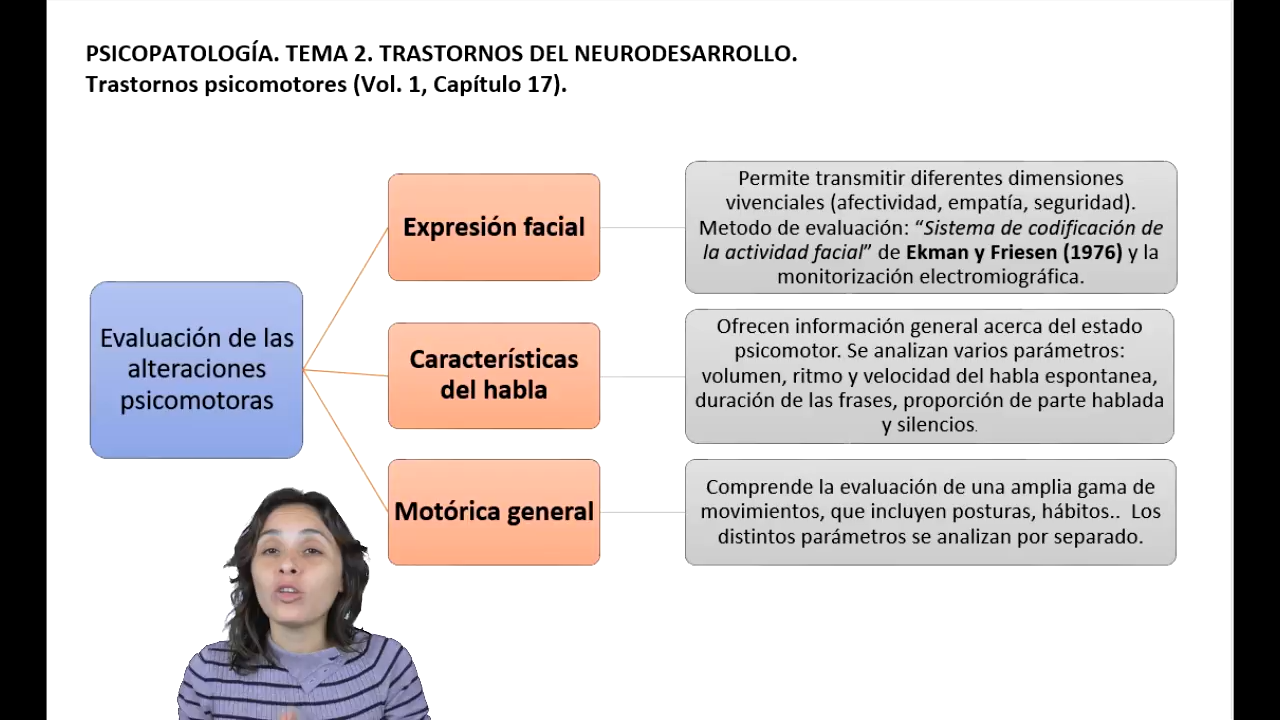 PSICOPATOLOGÍA. TEMA 2. TRASTORNOS DEL NEURODESARROLLO.
Trastornos psicomotores (Vol. 1, Capítulo 17).
Evaluación de las
alteraciones
psicomotoras
Expresión facial
Permite transmitir diferentes dimensiones
vivenciales (afectividad, empatía, seguridad).
Metodo de evaluación: “Sistema de codificación de
la actividad facial” de Ekman y Friesen (1976) y la
monitorización electromiográfica.
Características
del habla
Ofrecen información general acerca del estado
psicomotor. Se analizan varios parámetros:
volumen, ritmo y velocidad del habla espontanea,
duración de las frases, proporción de parte hablada
y silencios.
Motórica general
Comprende la evaluación de una amplia gama de
movimientos, que incluyen posturas, hábitos.. Los
distintos parámetros se analizan por separado.